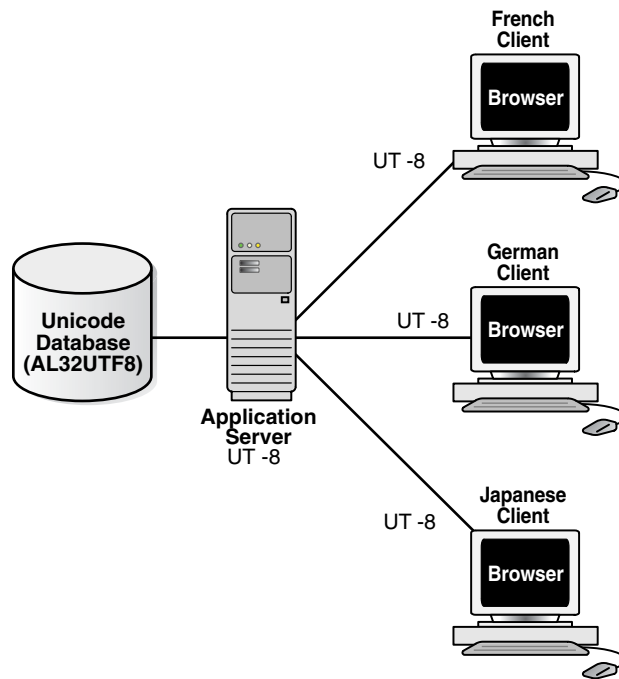 French
Client
Browser
UT -8
German
Client
UT -8
Browser
Unicode
Database
(AL32UTF8)
Application
Server
UT -8
Japanese
Client
UT -8
Browser